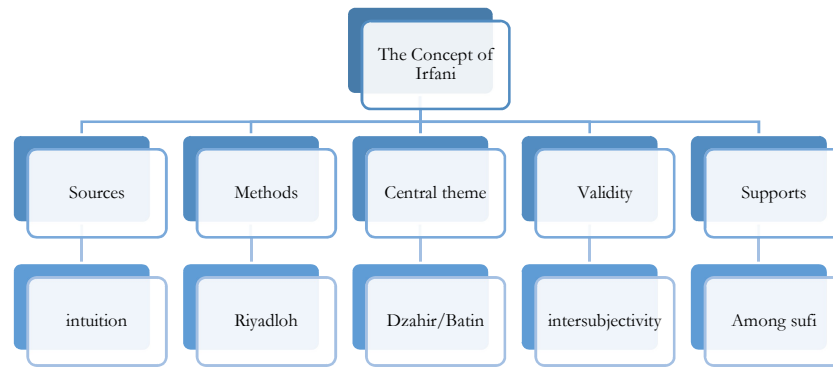 The Concept of
Irfani
Sources
Methods
Central theme
Validity
Supports
intuition
Riyadloh
Dzahir/Batin
intersubjectivity
Among sufi